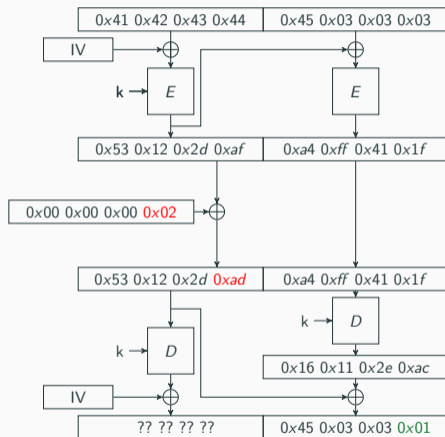 0x41 0x42 0x43 0x44 0x45 0x03 0x03 0x03
IV
k E E
0x53 0x12 0x2d 0xaf 0xa4 0xff 0x41 0x1f
0x00 0x00 0x00 0x02
0x53 0x12 0x2d 0xad 0xa4 0xff 0x41 0x1f
k D
k D
0x16 0x11 0x2e 0xac
IV
?? ?? ?? ?? 0x45 0x03 0x03 0x01